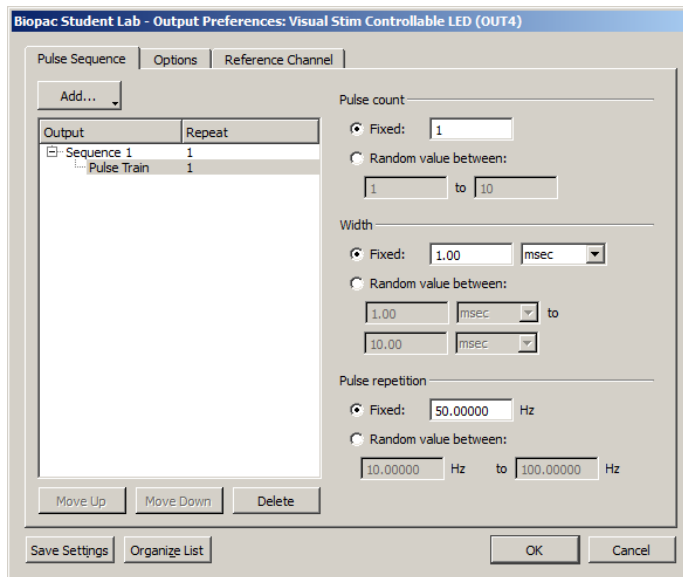 Biopac Student Lab - Output Preferences: Visual Stim Controllable LED (OUT4)
Pulse Sequence Options Reference Channel
Add...
Output Repeat
Sequence 1 1
Pulse Train 1
Move Up Move Down Delete
Pulse count
Fixed: 1
Random value between:
1 to 10
Width
Fixed: 1.00 msec
Random value between:
1.00 msec to
10.00 msec
Pulse repetition
Fixed: 50.00000 Hz
Random value between:
10.00000 Hz to 100.00000 Hz
Save Settings Organize List OK Cancel